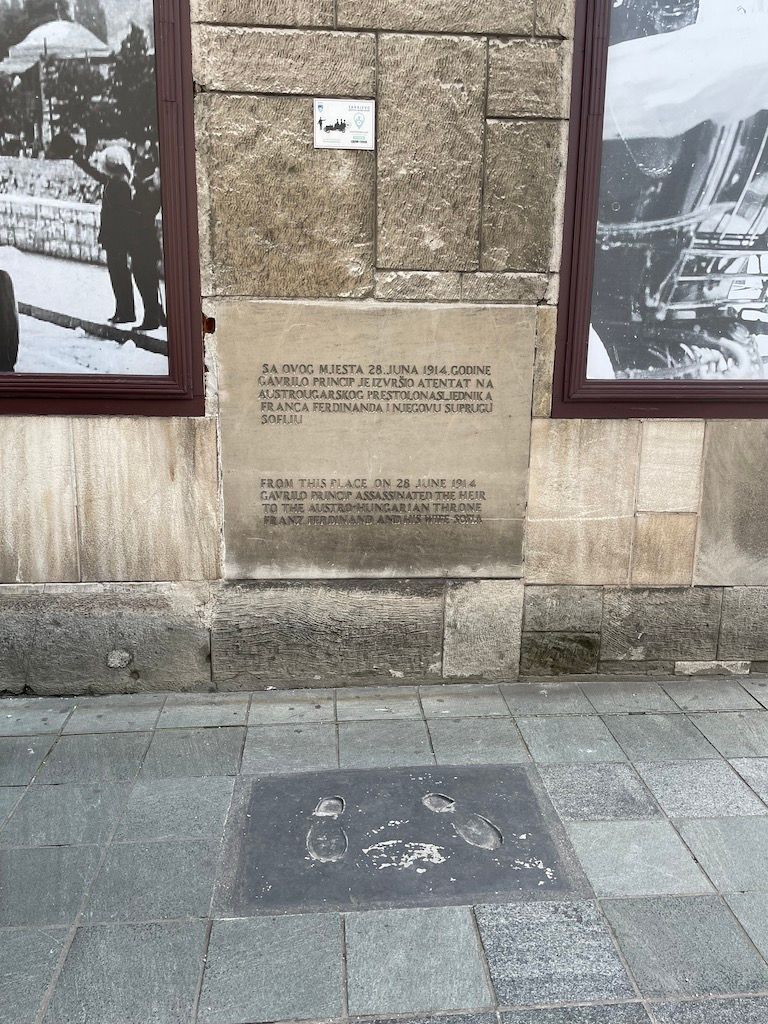 SARAJEVO
SA OVOG MJESTA 28. JUNA 1914. GODINE
GAVRILO PRINCIP JE IZVRŠIO ATENTAT NA
AUSTROUGARSKOG PRESTOLONASLJEDNIKA
FRANCA FERDINANDA I NJEGOVU SUPRUGU
SOFIJU
FROM THIS PLACE ON 28 JUNE 1914
GAVRILO PRINCIP ASSASSINATED THE HEIR
TO THE AUSTRO-HUNGARIAN THRONE
FRANZ FERDINAND AND HIS WIFE SOFIA